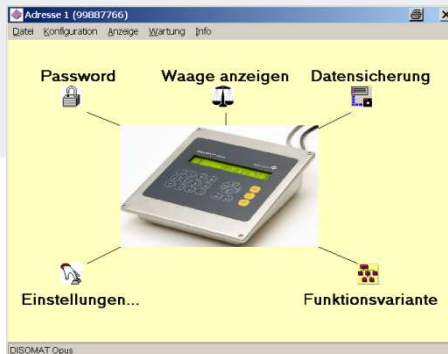 Adresse 1 (99887766)
Datei Konfiguration Anzeige Wartung Info
Password Waage anzeigen Datensicherung
Einstellungen... Funktionsvariante
DISOMAT Opus